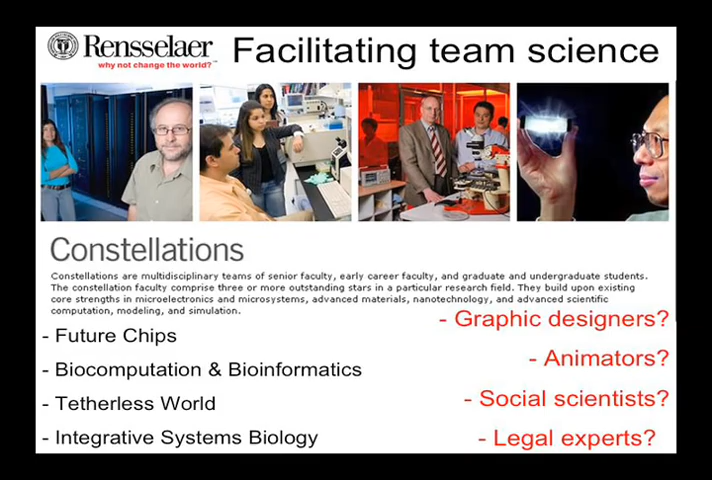 Rensselaer
why not change the world?℠
Facilitating team science
Constellations
Constellations are multidisciplinary teams of senior faculty, early career faculty, and graduate and undergraduate students.
The constellation faculty comprise three or more outstanding stars in a particular research field. They build upon existing
core strengths in microelectronics and microsystems, advanced materials, nanotechnology, and advanced scientific
computation, modeling, and simulation.
- Future Chips
- Biocomputation & Bioinformatics
- Tetherless World
- Integrative Systems Biology
- Graphic designers?
- Animators?
- Social scientists?
- Legal experts?